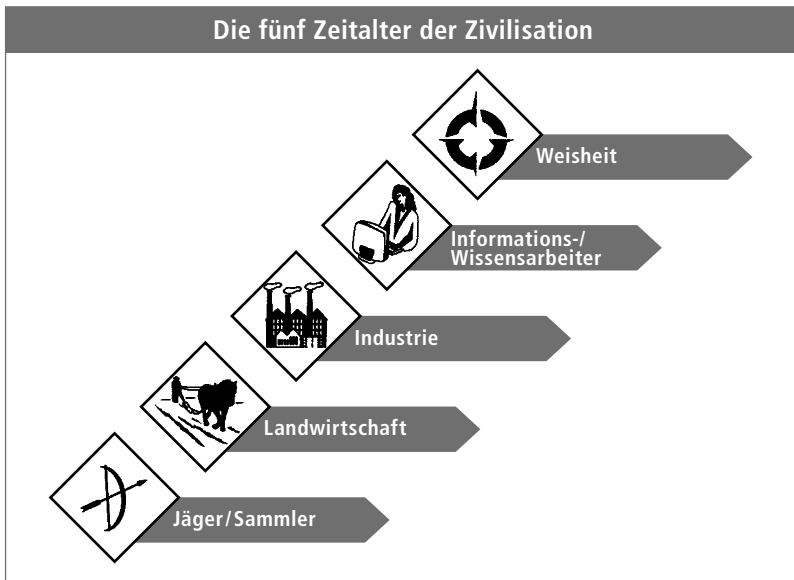 Die fünf Zeitalter der Zivilisation
Weisheit
Informations-/
Wissensarbeiter
Industrie
Landwirtschaft
Jäger/Sammler